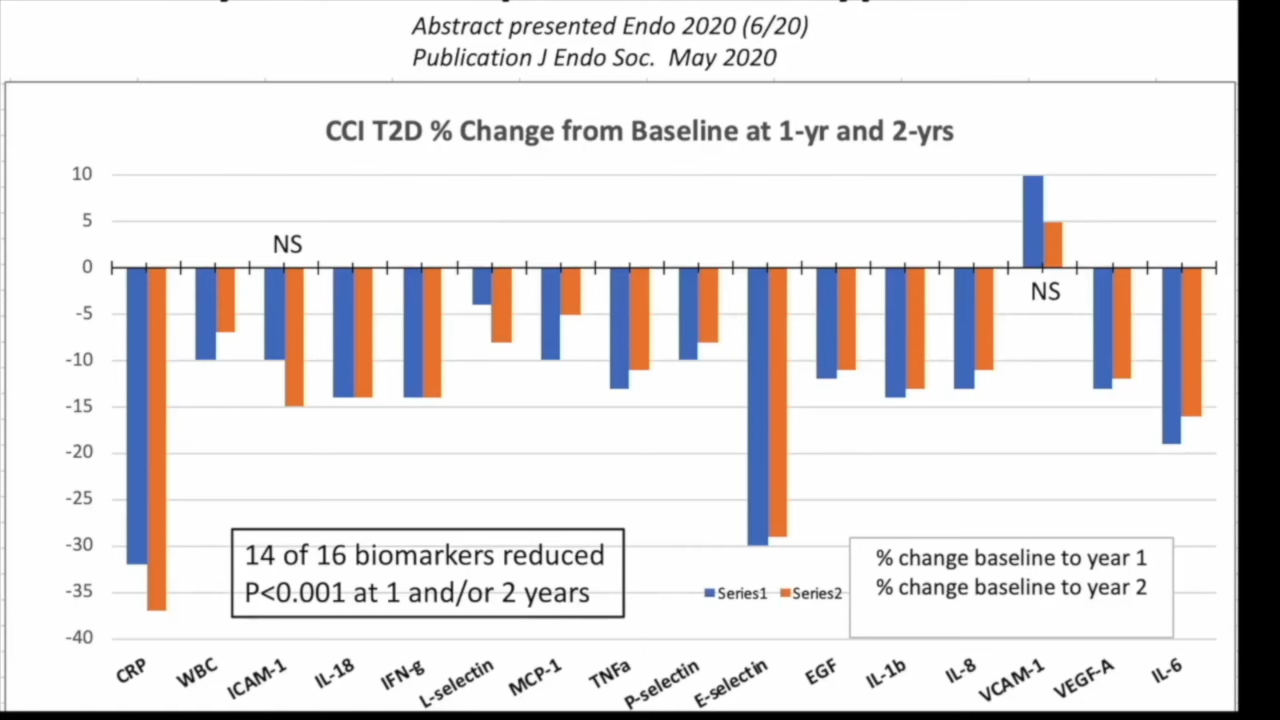 Abstract presented Endo 2020 (6/20)
Publication J Endo Soc. May 2020
CCI T2D % Change from Baseline at 1-yr and 2-yrs
10
5
0
-5
-10
-15
-20
-25
-30
-35
-40
NS
NS
14 of 16 biomarkers reduced
P<0.001 at 1 and/or 2 years
Series1 Series2
% change baseline to year 1
% change baseline to year 2
CRP
WBC
ICAM-1
IL-18
IFN-g
L-selectin
MCP-1
TNFa
P-selectin
E-selectin
EGF
IL-1b
IL-8
VCAM-1
VEGF-A
IL-6